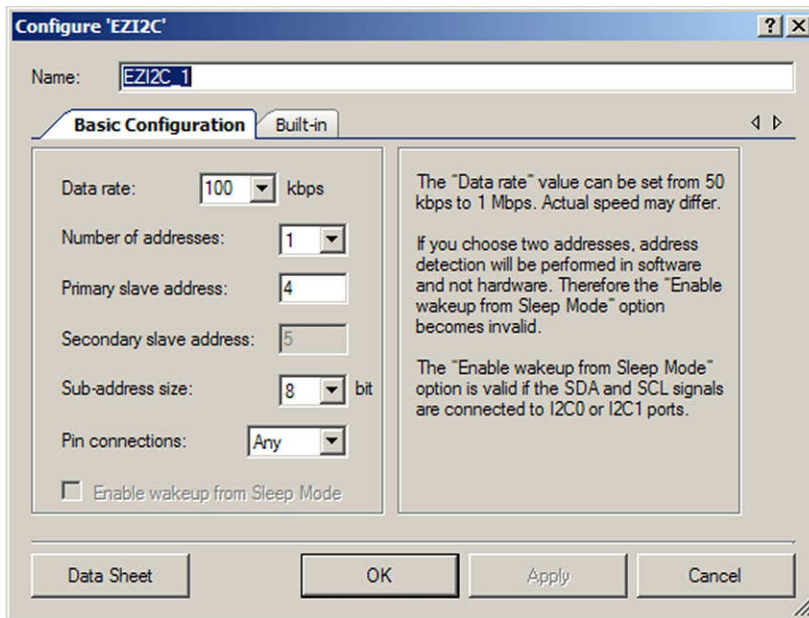 Configure 'EZI2C'
Name: EZI2C_1
Basic Configuration Built-in
Data rate: 100 kbps
Number of addresses: 1
Primary slave address: 4
Secondary slave address: 5
Sub-address size: 8 bit
Pin connections: Any
Enable wakeup from Sleep Mode
The "Data rate" value can be set from 50
kbps to 1 Mbps. Actual speed may differ.
If you choose two addresses, address
detection will be performed in software
and not hardware. Therefore the "Enable
wakeup from Sleep Mode" option
becomes invalid.
The "Enable wakeup from Sleep Mode"
option is valid if the SDA and SCL signals
are connected to I2C0 or I2C1 ports.
Data Sheet OK Apply Cancel